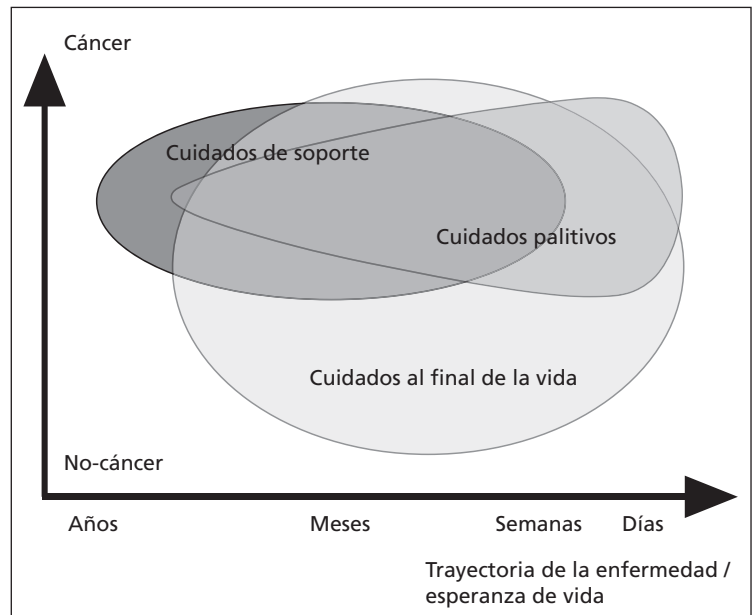 Cáncer
Cuidados de soporte
Cuidados palitivos
Cuidados al final de la vida
No-cáncer
Años Meses Semanas Días
Trayectoria de la enfermedad /
esperanza de vida